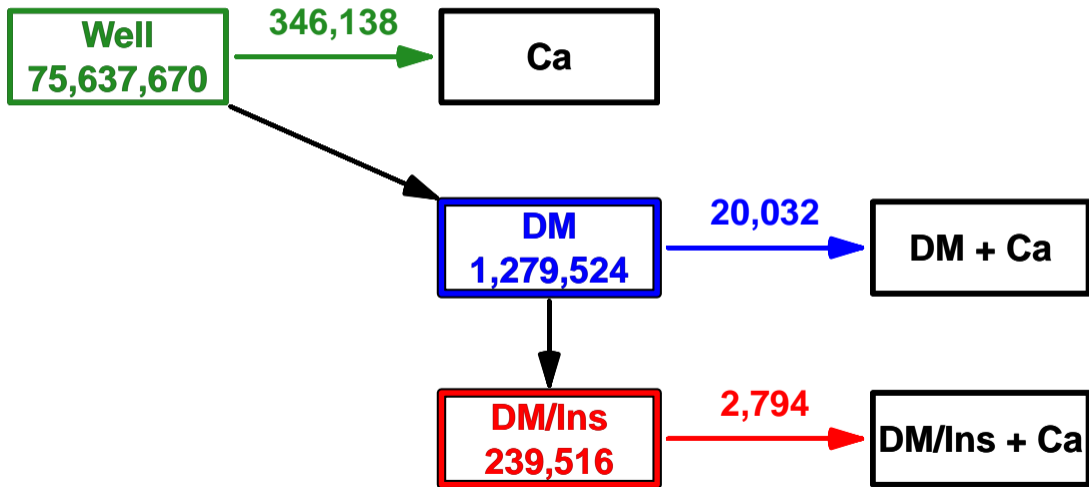 Well
75,637,670
346,138
Ca
DM
1,279,524
20,032
DM + Ca
DM/Ins
239,516
2,794
DM/Ins + Ca